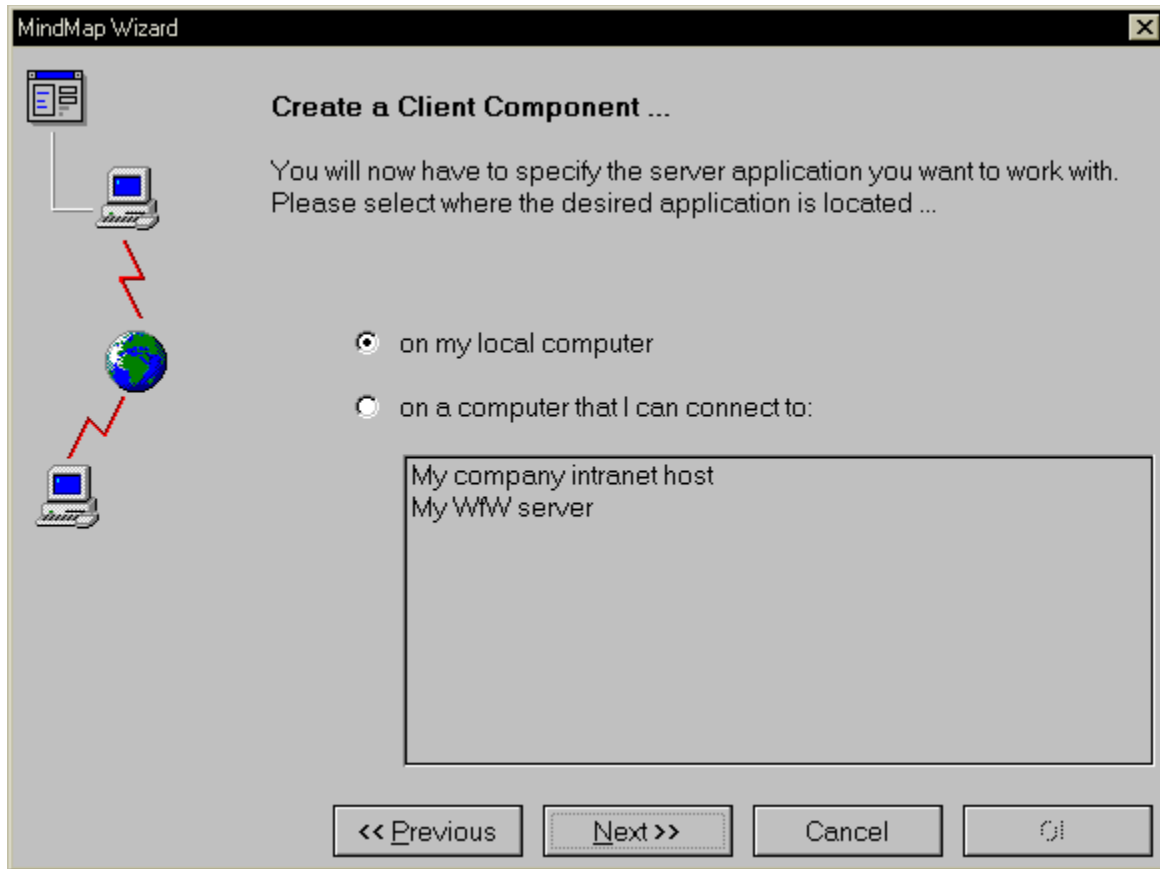 MindMap Wizard
Create a Client Component ...
You will now have to specify the server application you want to work with.
Please select where the desired application is located ...
on my local computer
on a computer that I can connect to:
My company intranet host
My WfW server
<< Previous
Next >>
Cancel